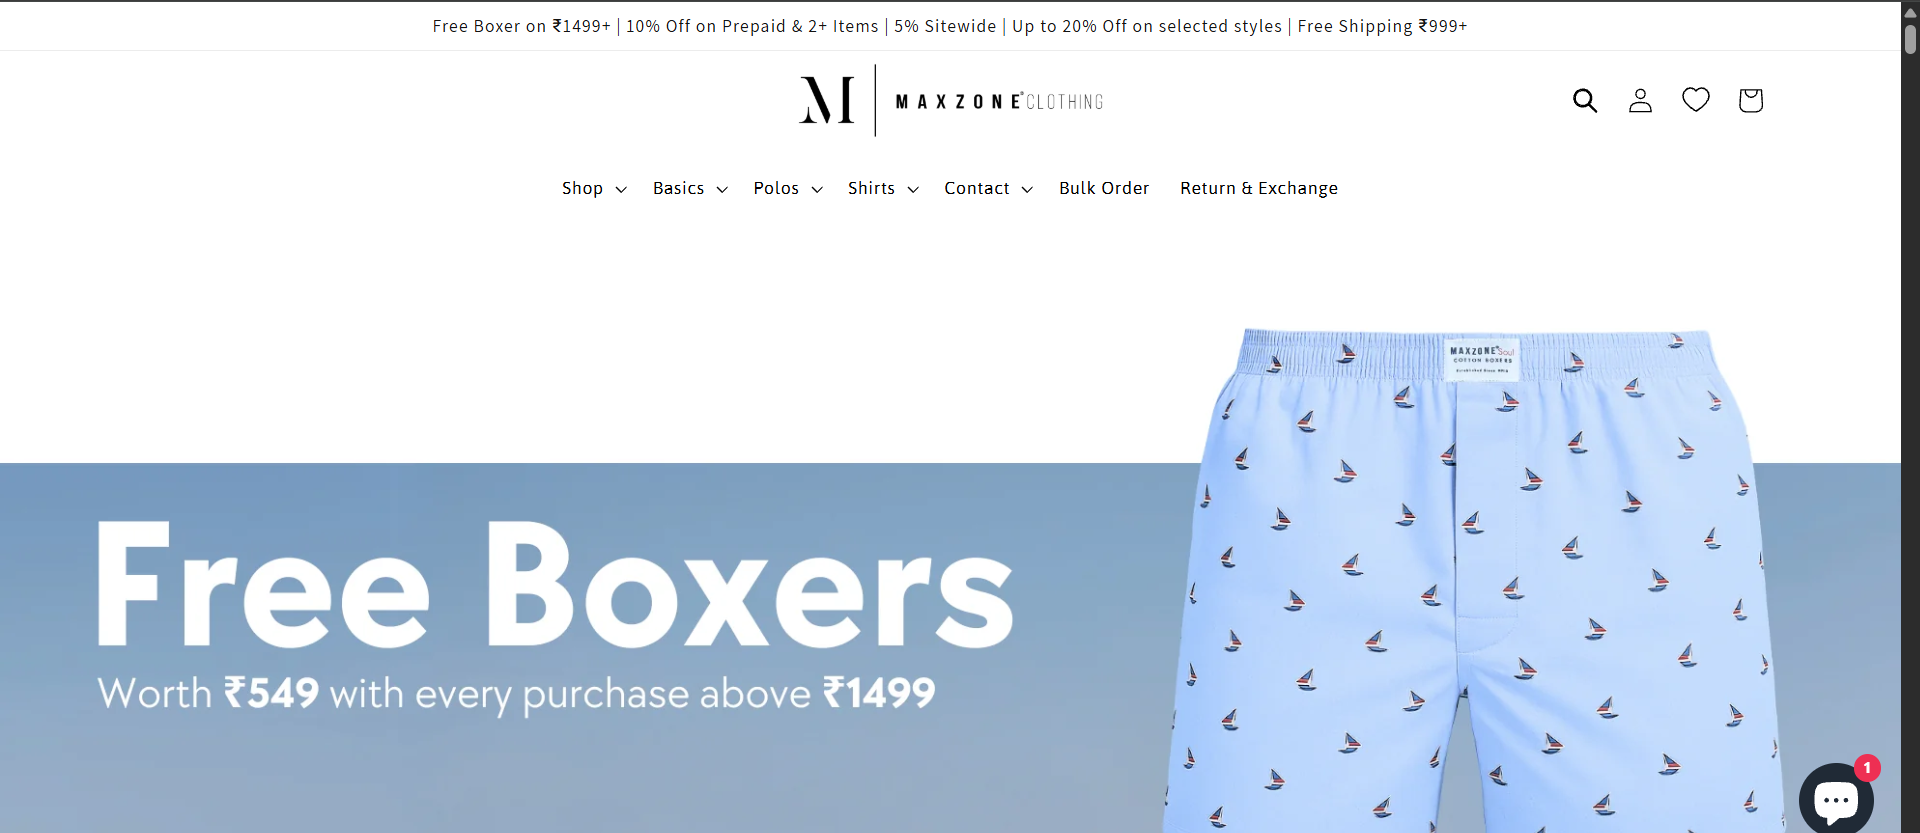 Free Boxer on ₹1499+ | 10% Off on Prepaid & 2+ Items | 5% Sitewide | Up to 20% Off on selected styles | Free Shipping ₹999+
M | MAXZONE® CLOTHING
Shop Basics Polos Shirts Contact Bulk Order Return & Exchange
MAXZONE® Soul
COTTON BOXERS
Free Boxers
Worth ₹549 with every purchase above ₹1499
1